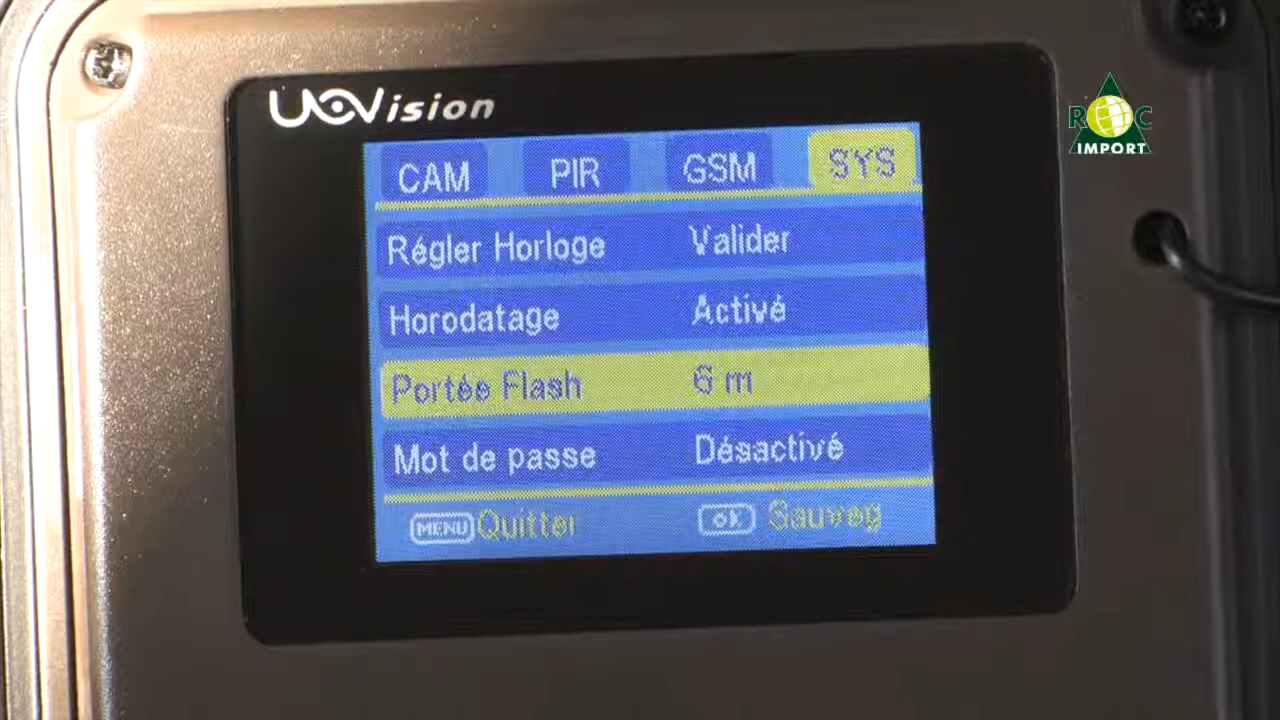 UOVision
ROC
IMPORT
CAM PIR GSM SYS
Régler Horloge Valider
Horodatage Activé
Portée Flash 6 m
Mot de passe Désactivé
MENU Quitter OK Sauveg